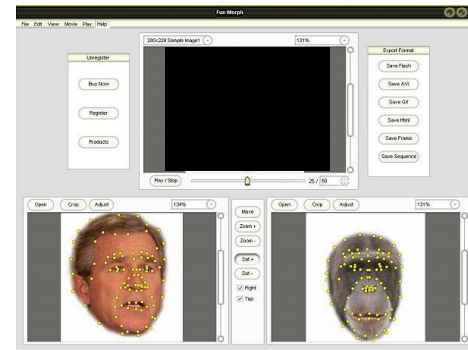 Fun Morph
File Edit View Movie Play Help
200x228 Sample Image1
131%
Unregister
Buy Now
Register
Products
Export Format
Save Flash
Save AVI
Save Gif
Save Html
Save Frame
Save Sequence
Play / Stop
25 / 50
Open Crop Adjust
134%
Move
Zoom +
Zoom -
Dot +
Dot -
Right
Top
Open Crop Adjust
131%